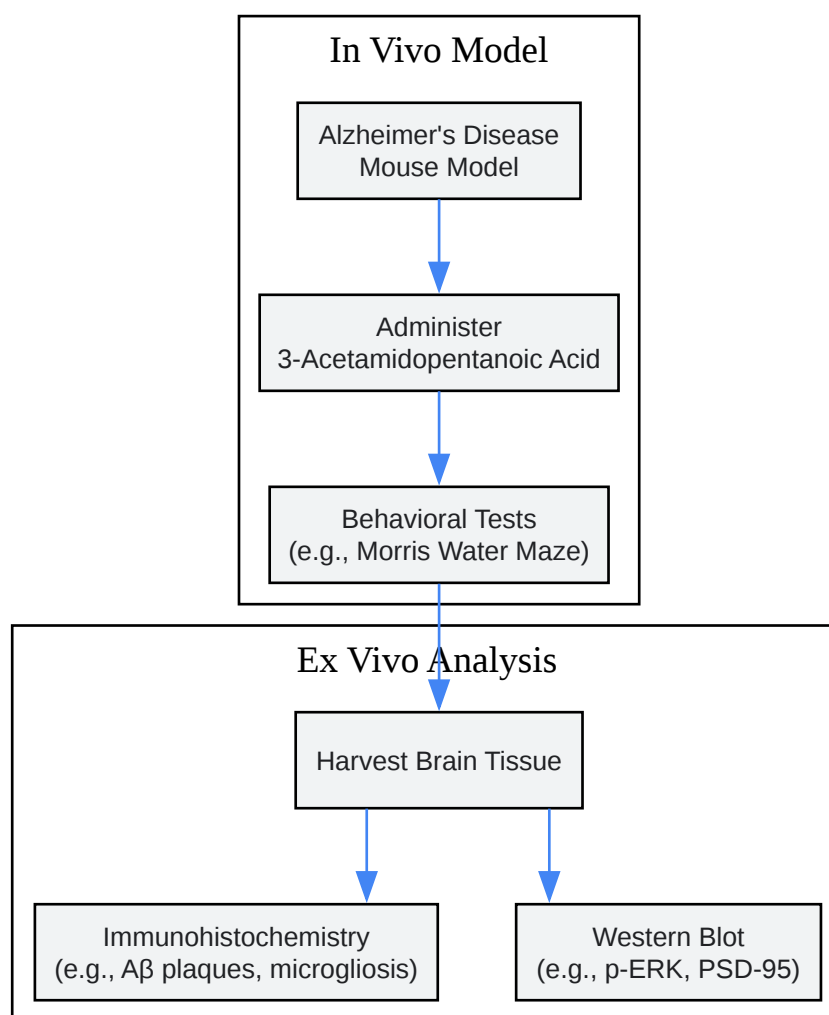 In Vivo Model
Alzheimer's Disease
Mouse Model
Administer
3-Acetamidopentanoic Acid
Behavioral Tests
(e.g., Morris Water Maze)
Ex Vivo Analysis
Harvest Brain Tissue
Immunohistochemistry
(e.g., Aβ plaques, microgliosis)
Western Blot
(e.g., p-ERK, PSD-95)